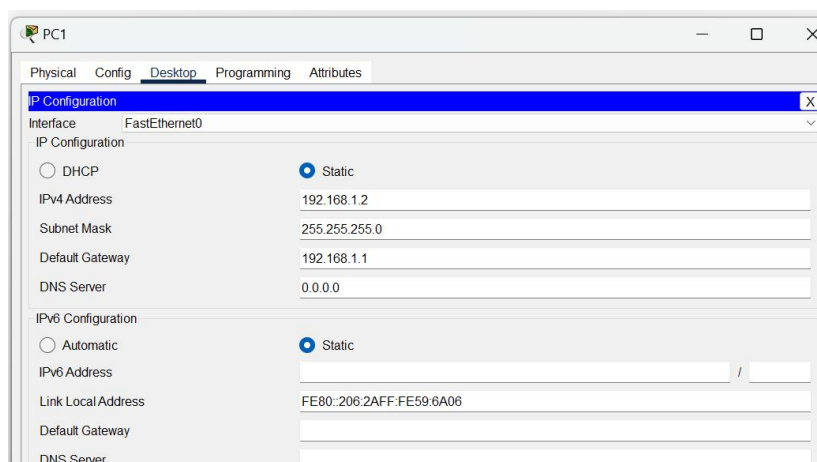 PC1
Physical Config Desktop Programming Attributes
IP Configuration X
Interface FastEthernet0
IP Configuration
DHCP Static
IPv4 Address 192.168.1.2
Subnet Mask 255.255.255.0
Default Gateway 192.168.1.1
DNS Server 0.0.0.0
IPv6 Configuration
Automatic Static
IPv6 Address /
Link Local Address FE80::206:2AFF:FE59:6A06
Default Gateway
DNS Server